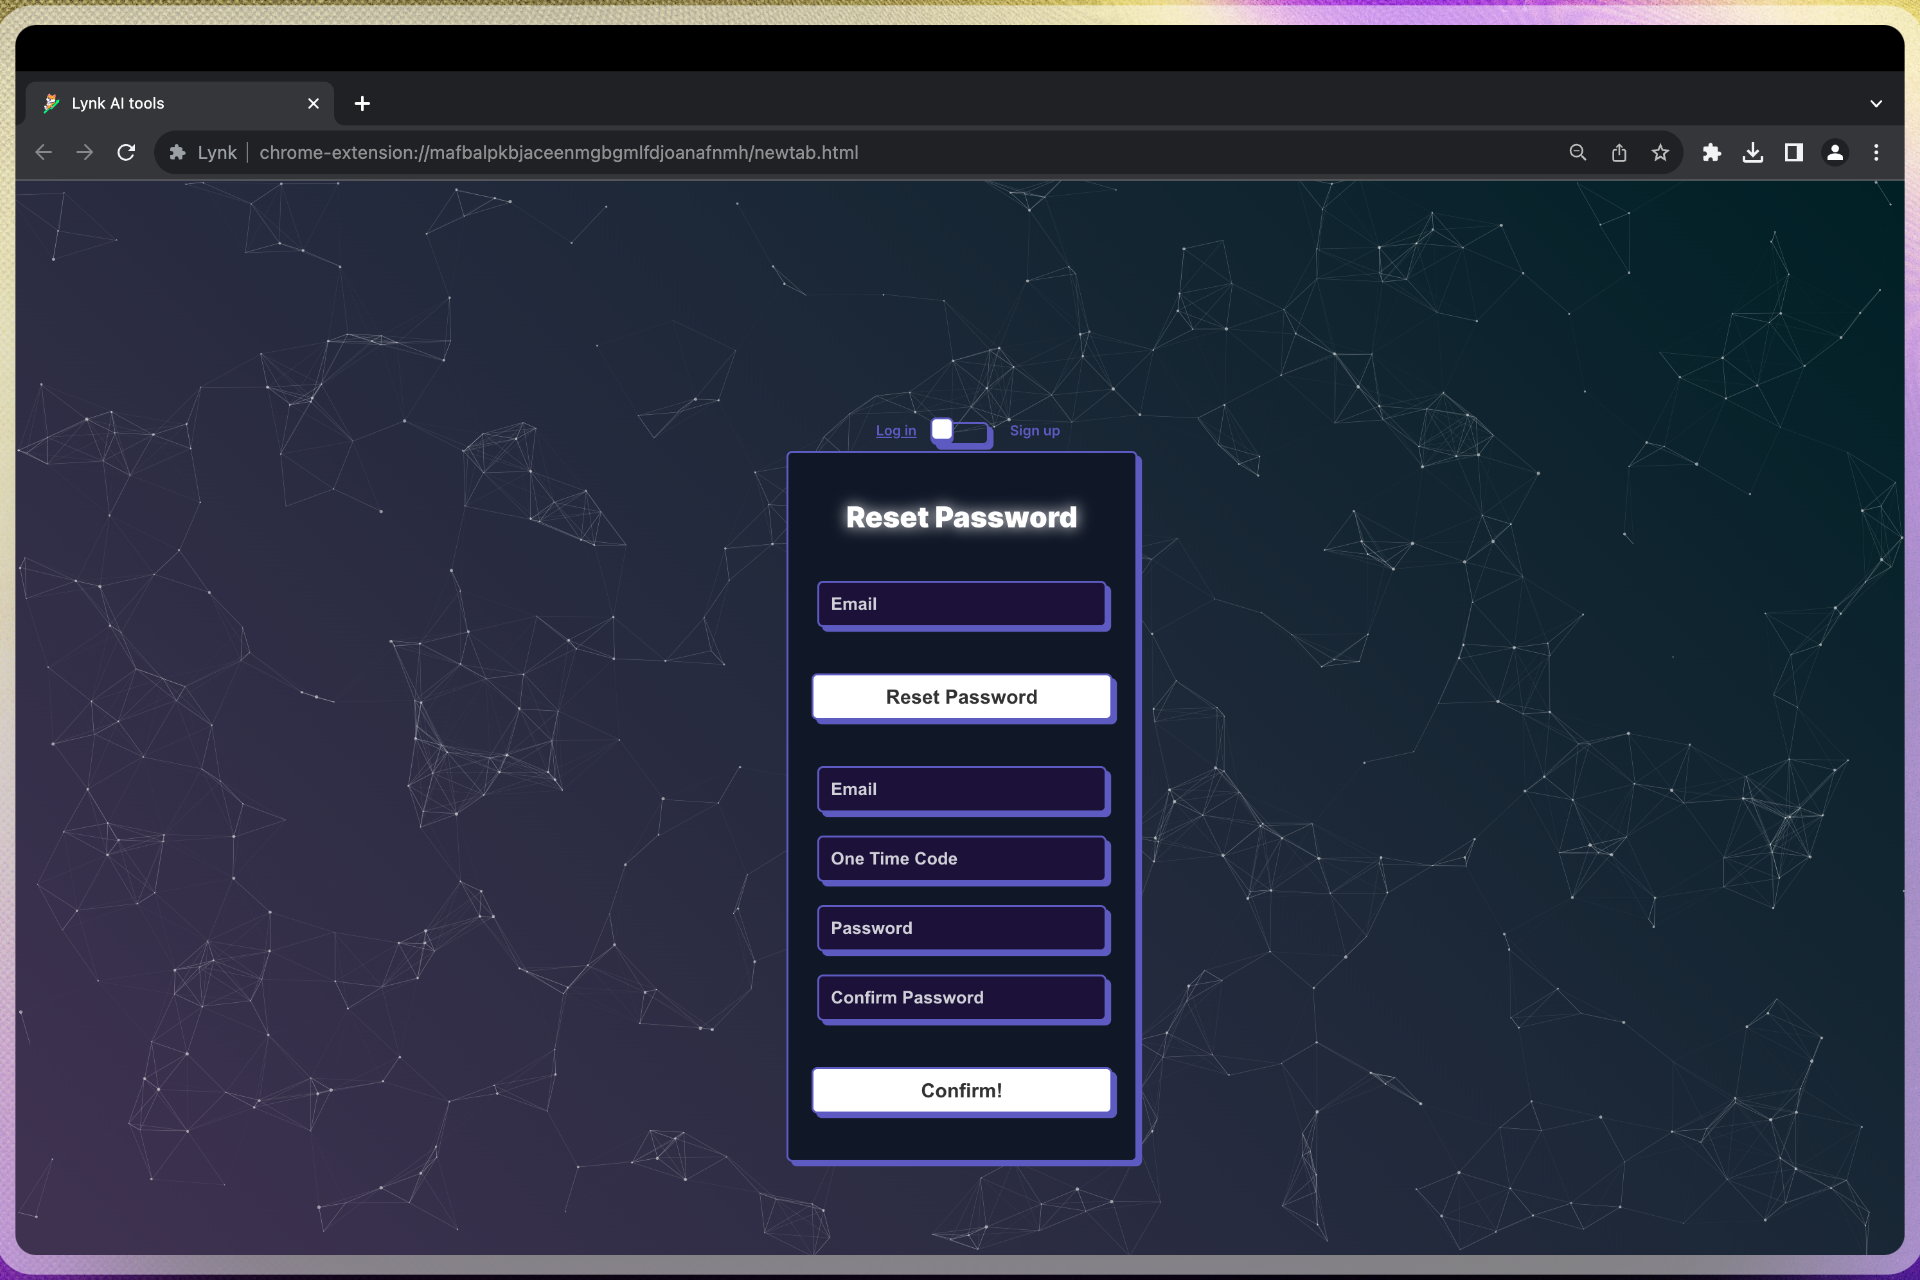 Lynk AI tools
Lynk chrome-extension://mafbalpkbjaceenmgbgmlfdjoanafnmh/newtab.html
Log in Sign up
Reset Password
Email
Reset Password
Email
One Time Code
Password
Confirm Password
Confirm!